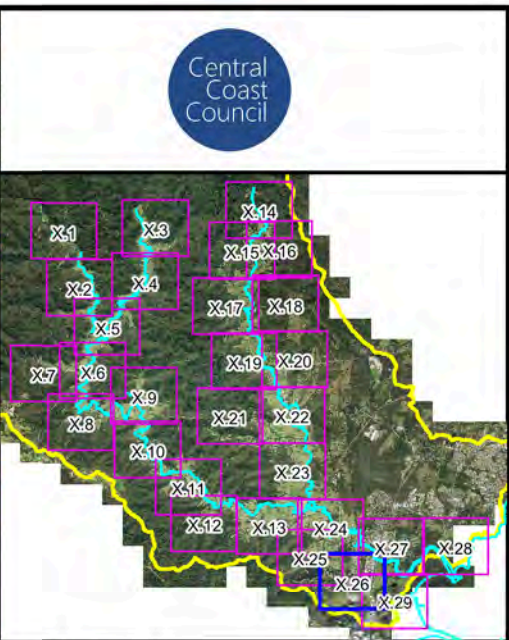 Central
Coast
Council
X.14
X.1
X.3
X.15
X.16
X.2
X.4
X.17
X.18
X.5
X.19
X.20
X.7
X.6
X.9
X.21
X.22
X.8
X.10
X.23
X.11
X.12
X.13
X.24
X.25
X.27
X.28
X.26
X.29